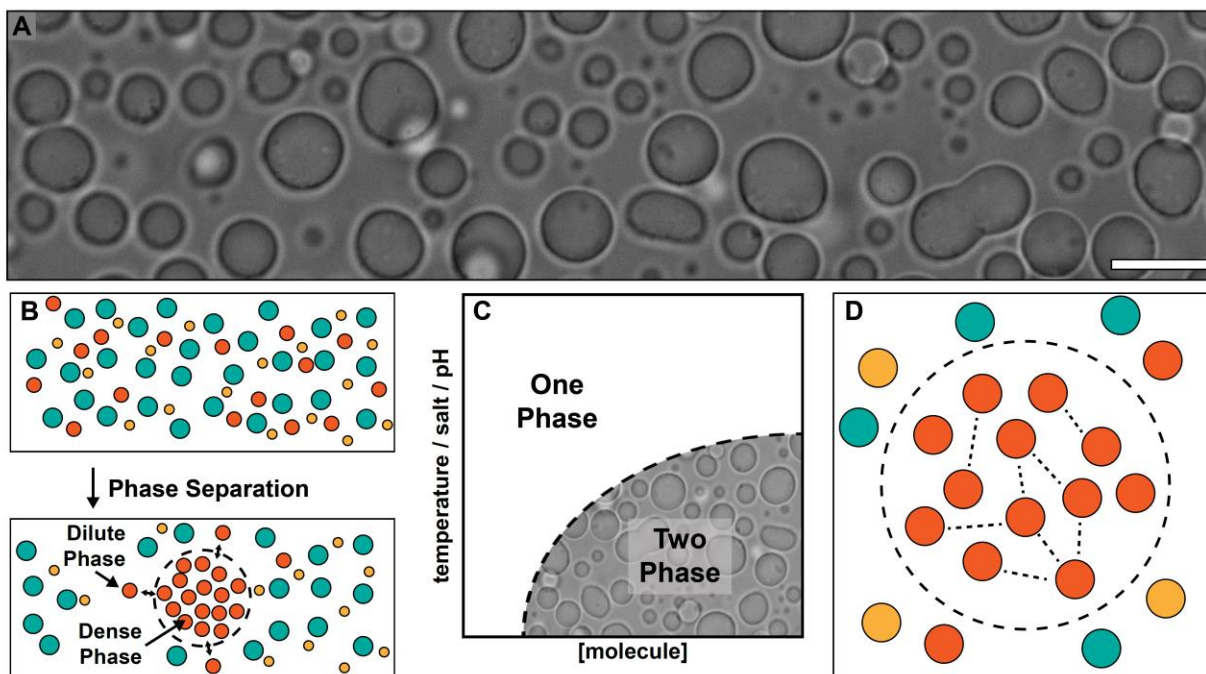 A
B
Phase Separation
Dilute
Phase
Dense
Phase
C
One
Phase
Two
Phase
temperature / salt / pH
[molecule]
D